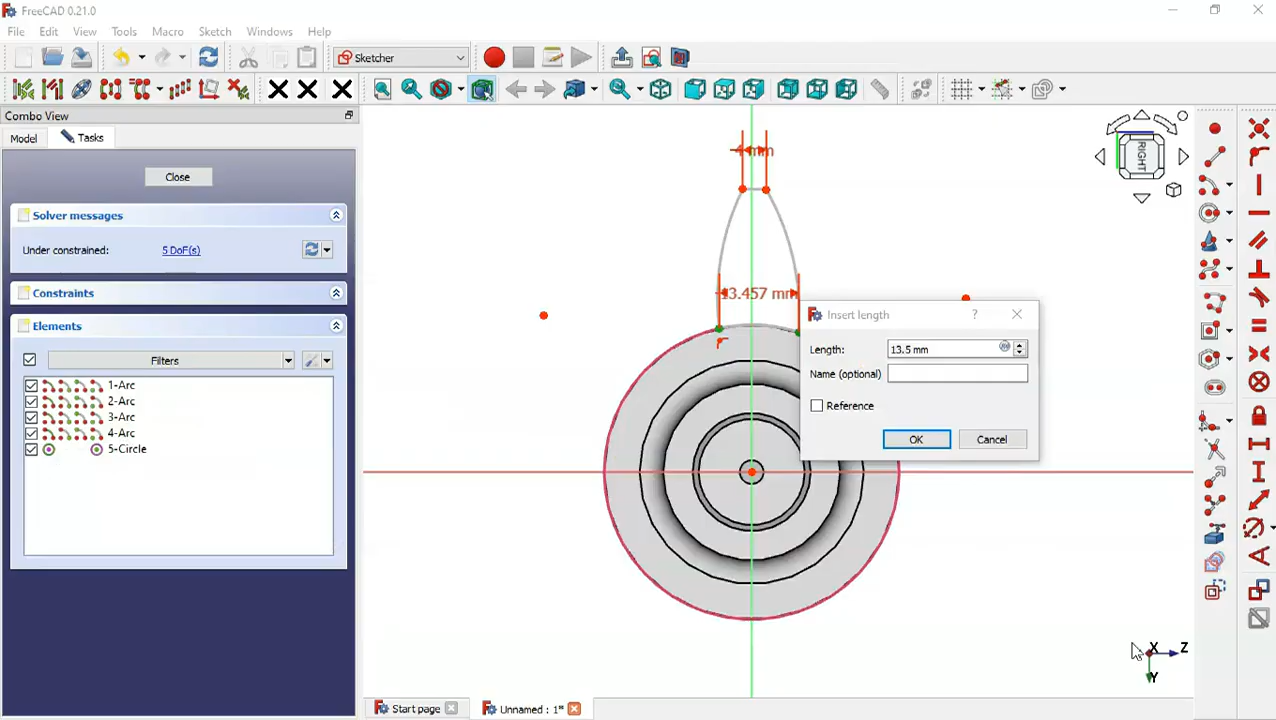 FreeCAD 0.21.0
File Edit View Tools Macro Sketch Windows Help
Sketcher
Combo View
Model Tasks
Close
Solver messages
Under constrained: 5 DoF(s)
Constraints
Elements
Filters
1-Arc
2-Arc
3-Arc
4-Arc
5-Circle
4 mm
13.457 mm
RIGHT
Insert length
Length: 13.5 mm
Name (optional)
Reference
OK Cancel
X Z
Y
Start page Unnamed : 1*